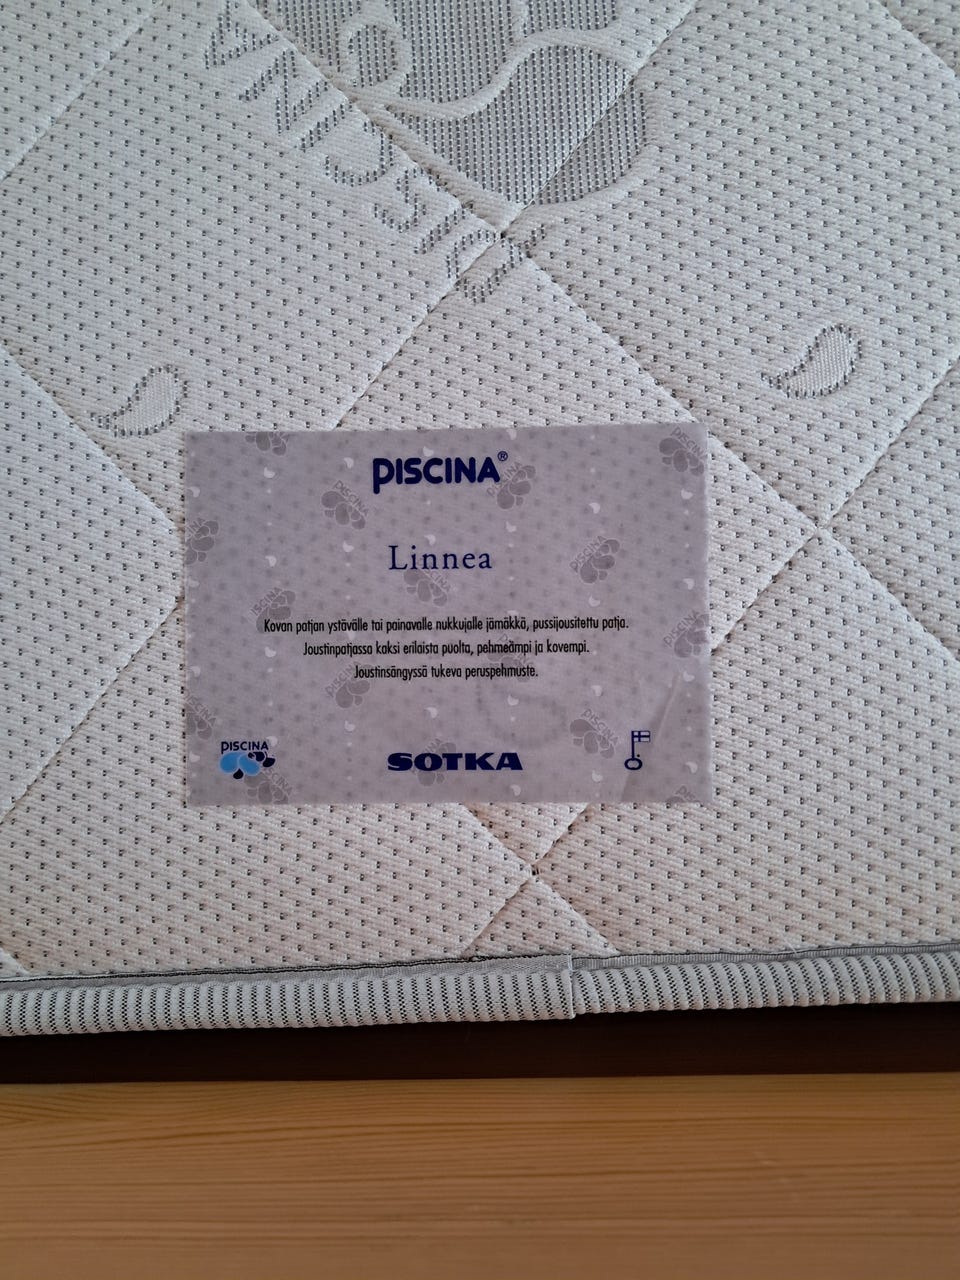 PISCINA
PISCINA®
Linnea
Kovan patjan ystävälle tai painavalle nukkujalle jämäkkä, pussijousitettu patja.
Joustinpatjassa kaksi erilaista puolta, pehmeämpi ja kovempi.
Joustinsängyssä tukeva peruspehmuste.
PISCINA
SOTKA